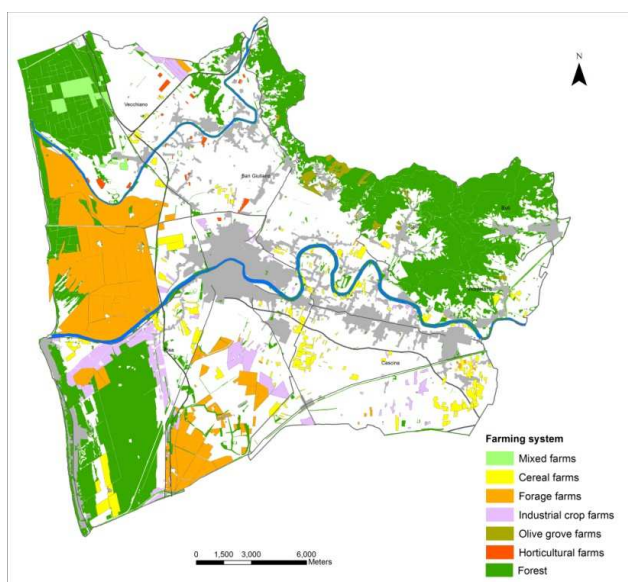 N
Vecchiano
San Giuliano
Buti
Cascina
Farming system
Mixed farms
Cereal farms
Forage farms
Industrial crop farms
Olive grove farms
Horticultural farms
Forest
0 1,500 3,000 6,000
Meters